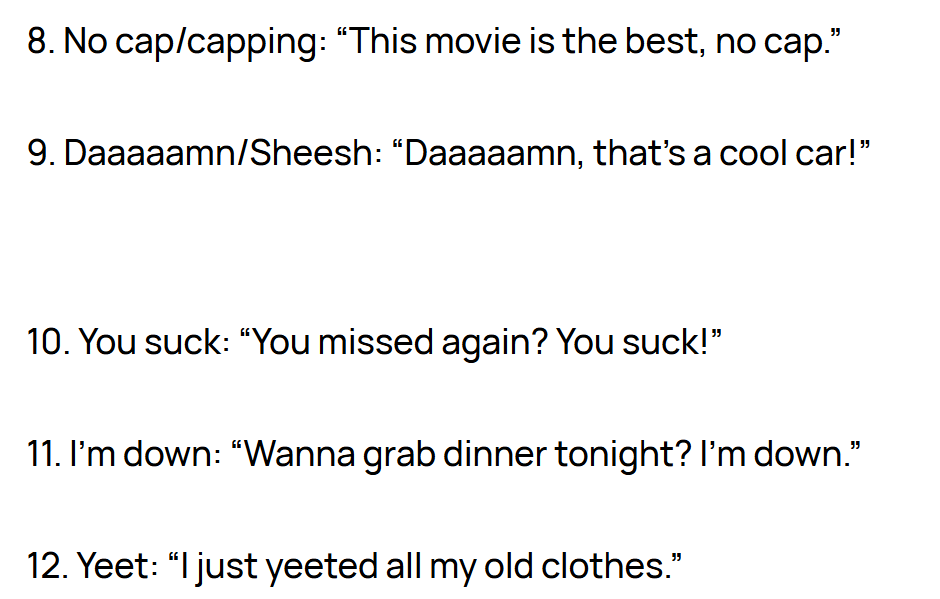 8. No cap/capping: “This movie is the best, no cap.”
9. Daaaaamn/Sheesh: “Daaaaamn, that’s a cool car!”
10. You suck: “You missed again? You suck!”
11. I’m down: “Wanna grab dinner tonight? I’m down.”
12. Yeet: “I just yeeted all my old clothes.”